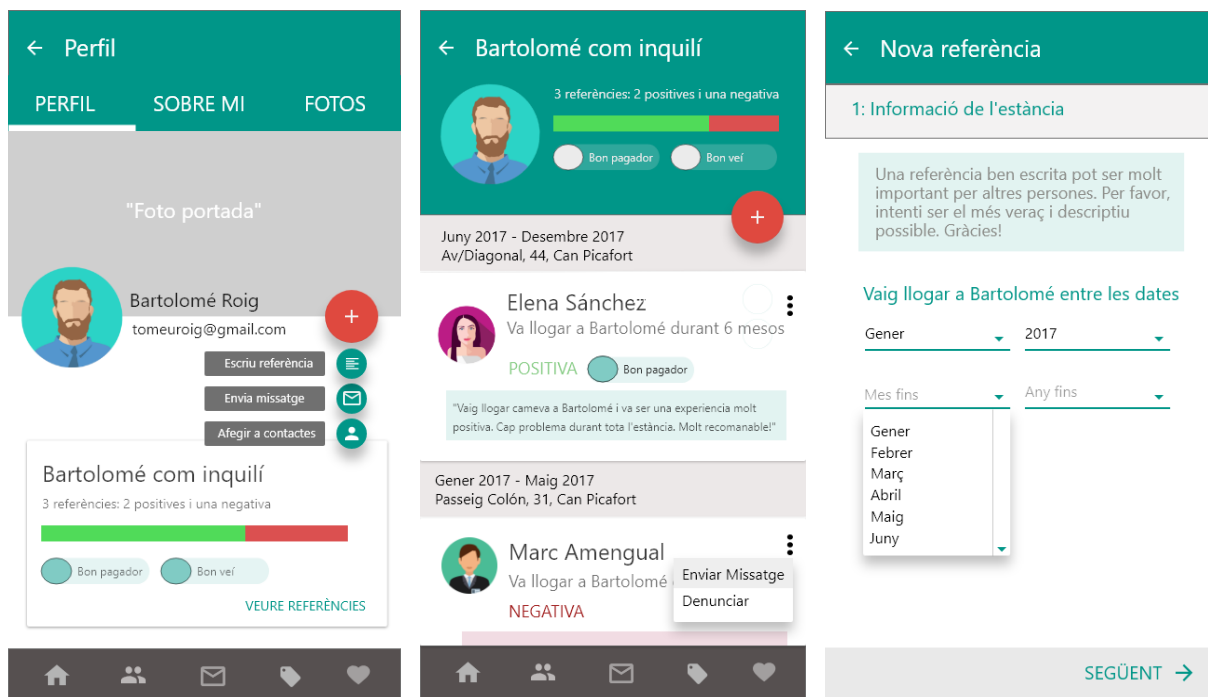 Perfil
PERFIL SOBRE MI FOTOS
"Foto portada"
Bartolomé Roig
tomeuroig@gmail.com
+
Escriu referència
Envia missatge
Afegir a contactes
Bartolomé com inquilí
3 referències: 2 positives i una negativa
Bon pagador Bon veí
VEURE REFERÈNCIES
Bartolomé com inquilí
3 referències: 2 positives i una negativa
Bon pagador Bon veí
+
Juny 2017 - Desembre 2017
Av/Diagonal, 44, Can Picafort
Elena Sánchez
Va llogar a Bartolomé durant 6 mesos
POSITIVA Bon pagador
"Vaig llogar cameva a Bartolomé i va ser una experiencia molt
positiva. Cap problema durant tota l'estància. Molt recomanable!"
Gener 2017 - Maig 2017
Passeig Colón, 31, Can Picafort
Marc Amengual
Va llogar a Bartolomé
Enviar Missatge
Denunciar
NEGATIVA
Nova referència
1: Informació de l'estància
Una referència ben escrita pot ser molt
important per altres persones. Per favor,
intenti ser el més veraç i descriptiu
possible. Gràcies!
Vaig llogar a Bartolomé entre les dates
Gener 2017
Mes fins Any fins
Gener
Febrer
Març
Abril
Maig
Juny
SEGÜENT →